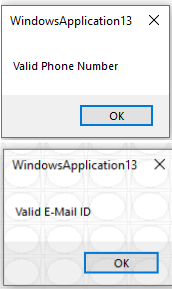 WindowsApplication13
Valid Phone Number
OK
WindowsApplication13
Valid E-Mail ID
OK